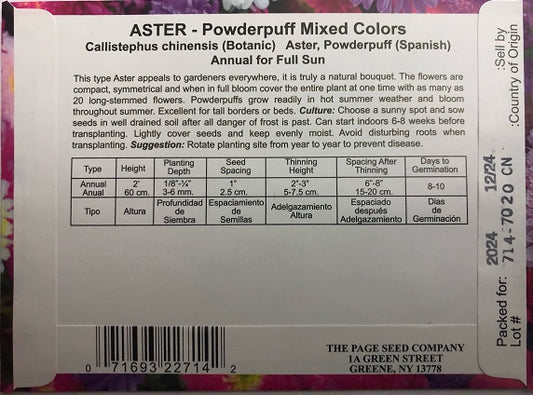 ASTER - Powderpuff Mixed Colors
Callistephus chinensis (Botanic) Aster, Powderpuff (Spanish)
Annual for Full Sun
This type Aster appeals to gardeners everywhere, it is truly a natural bouquet. The flowers are
compact, symmetrical and when in full bloom cover the entire plant at one time with as many as
20 long-stemmed flowers. Powderpuffs grow readily in hot summer weather and bloom
throughout summer. Excellent for tall borders or beds. Culture: Choose a sunny spot and sow
seeds in well drained soil after all danger of frost is past. Can start indoors 6-8 weeks before
transplanting. Lightly cover seeds and keep evenly moist. Avoid disturbing roots when
transplanting. Suggestion: Rotate planting site from year to year to prevent disease.
Type Height Planting Depth Seed Spacing Thinning Height Spacing After Thinning Days to Germination
Annual Anual 2' 60 cm. 1/8"-¼" 3-6 mm. 1" 2.5 cm. 2"-3" 5-7.5 cm. 6"-8" 15-20 cm. 8-10
Tipo Altura Profundidad de Siembra Espaciamiento de Semillas Adelgazamiento Altura Espaciado después Adelgazamiento Dias de Germinación
0 71693 22714 2
THE PAGE SEED COMPANY
1A GREEN STREET
GREENE, NY 13778
Packed for: 2024 12/24 :Sell by
Lot # 714-7020 CN :Country of Origin